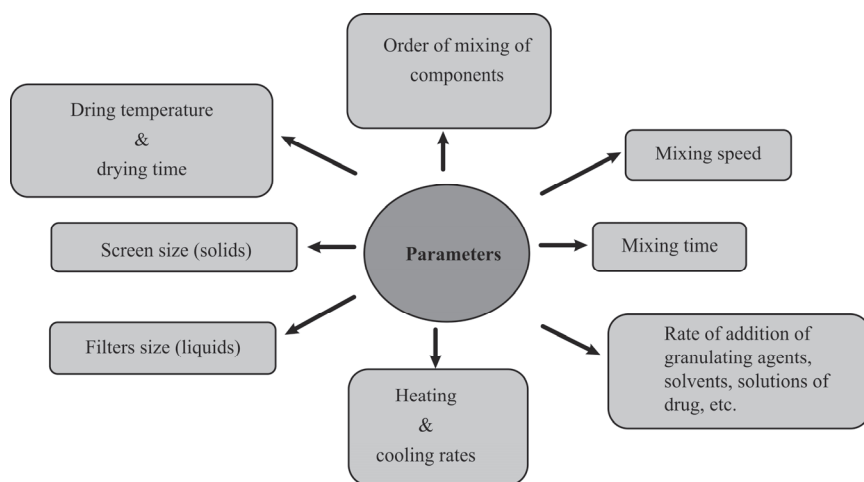 Order of mixing of
components
Dring temperature
&
drying time
Mixing speed
Screen size (solids)
Parameters
Mixing time
Filters size (liquids)
Rate of addition of
granulating agents,
solvents, solutions of
drug, etc.
Heating
&
cooling rates